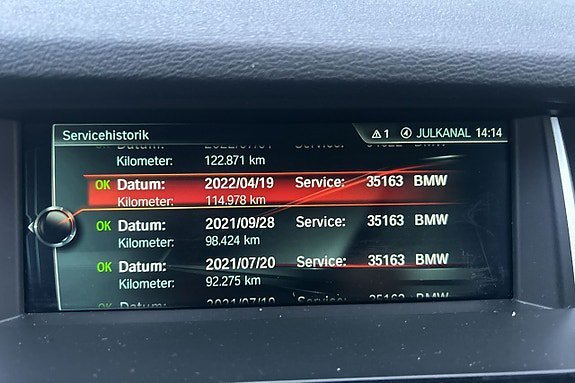 Servicehistorik
1 JULKANAL 14:14
Kilometer: 122.871 km
OK Datum: 2022/04/19 Service: 35163 BMW
Kilometer: 114.978 km
OK Datum: 2021/09/28 Service: 35163 BMW
Kilometer: 98.424 km
OK Datum: 2021/07/20 Service: 35163 BMW
Kilometer: 92.275 km